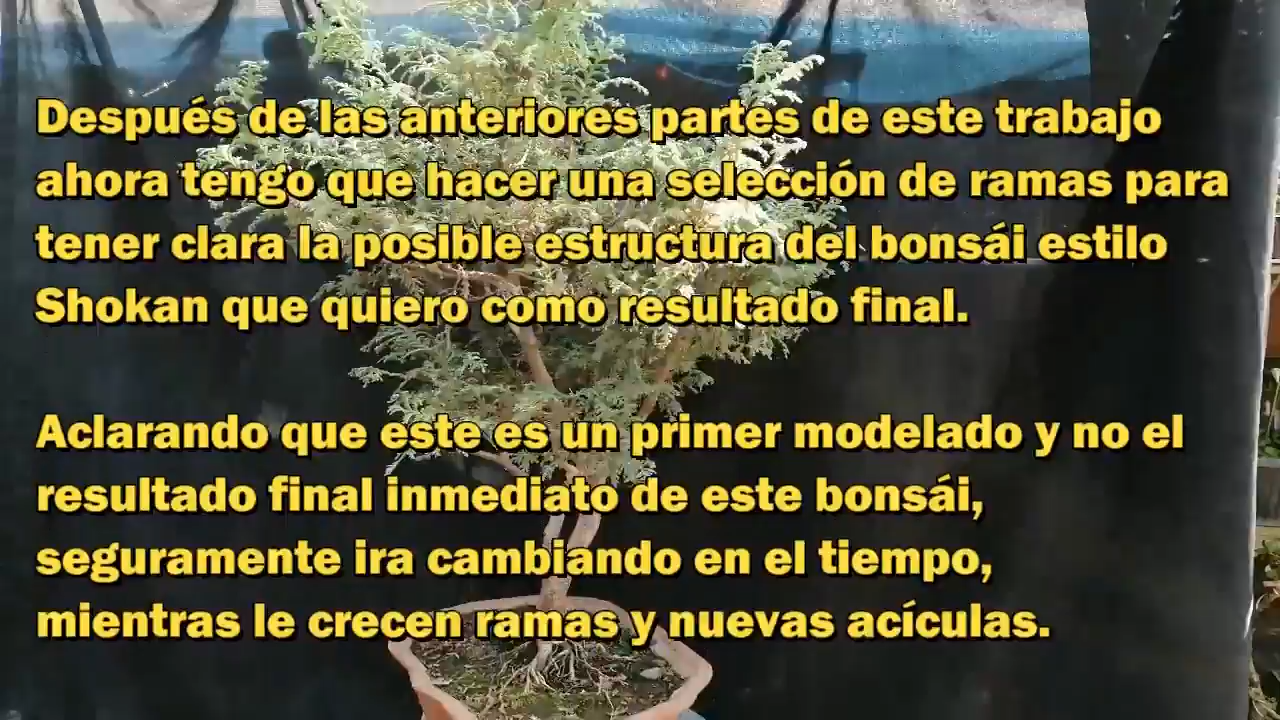 Después de las anteriores partes de este trabajo
ahora tengo que hacer una selección de ramas para
tener clara la posible estructura del bonsái estilo
Shokan que quiero como resultado final.
Aclarando que este es un primer modelado y no el
resultado final inmediato de este bonsái,
seguramente ira cambiando en el tiempo,
mientras le crecen ramas y nuevas acículas.